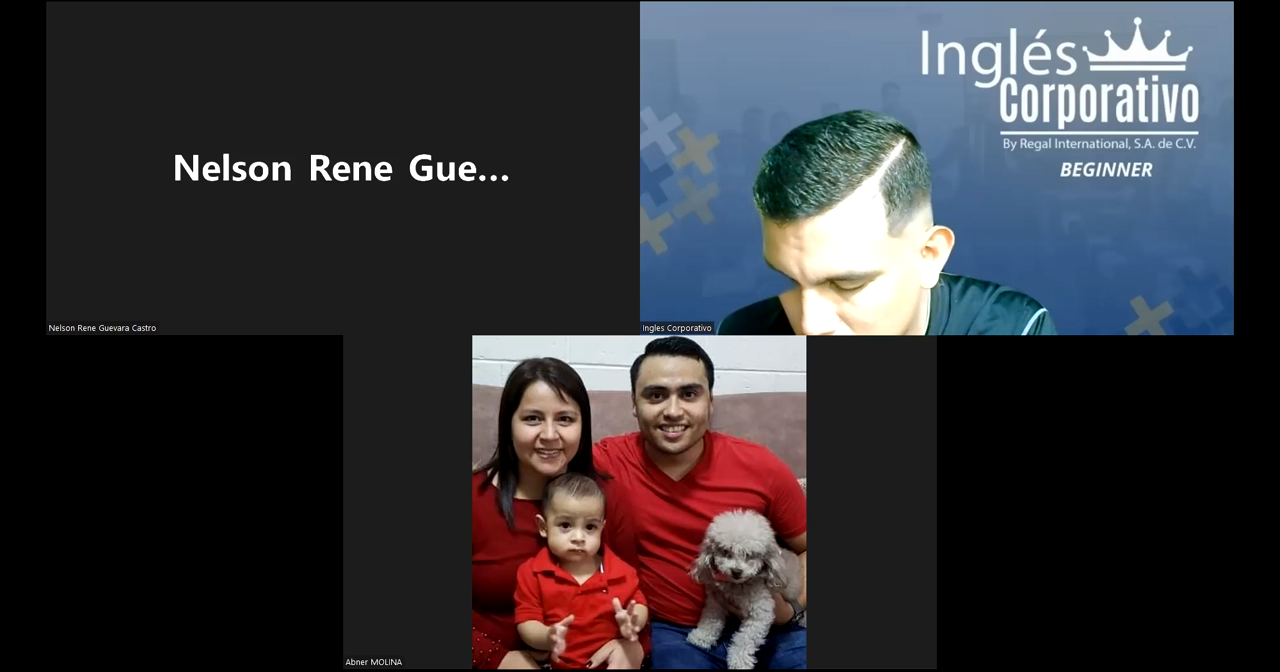 Nelson Rene Gue...
Nelson Rene Guevara Castro
Inglés
Corporativo
By Regal International, S.A. de C.V.
BEGINNER
Ingles Corporativo
Abner MOLINA